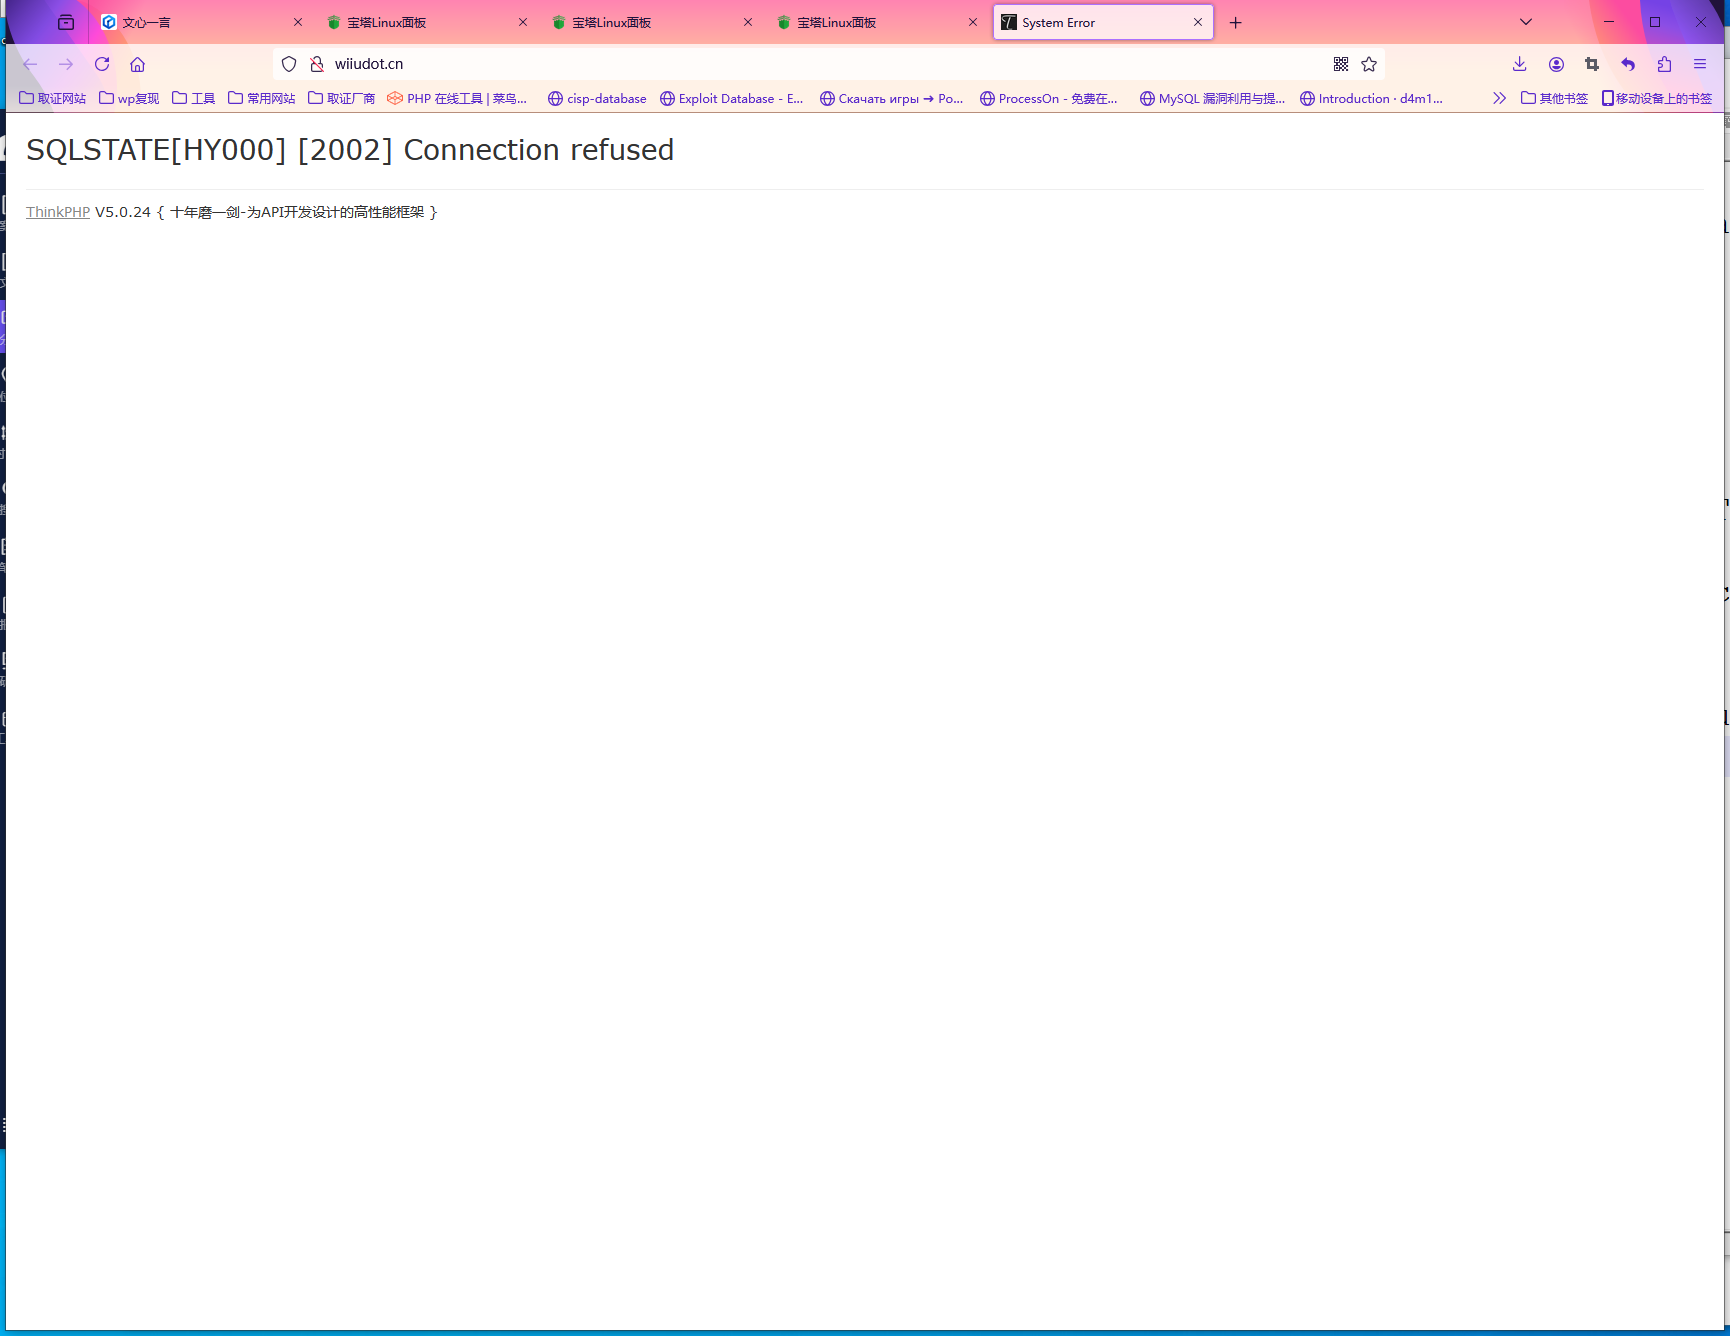 文心一言
宝塔Linux面板
宝塔Linux面板
宝塔Linux面板
System Error
wiiudot.cn
取证网站
wp复现
工具
常用网站
取证厂商
PHP 在线工具 | 菜鸟...
cisp-database
Exploit Database - E...
Скачать игры → Po...
ProcessOn - 免费在...
MySQL 漏洞利用与提...
Introduction · d4m1...
其他书签
移动设备上的书签
SQLSTATE[HY000] [2002] Connection refused
ThinkPHP V5.0.24 { 十年磨一剑-为API开发设计的高性能框架 }